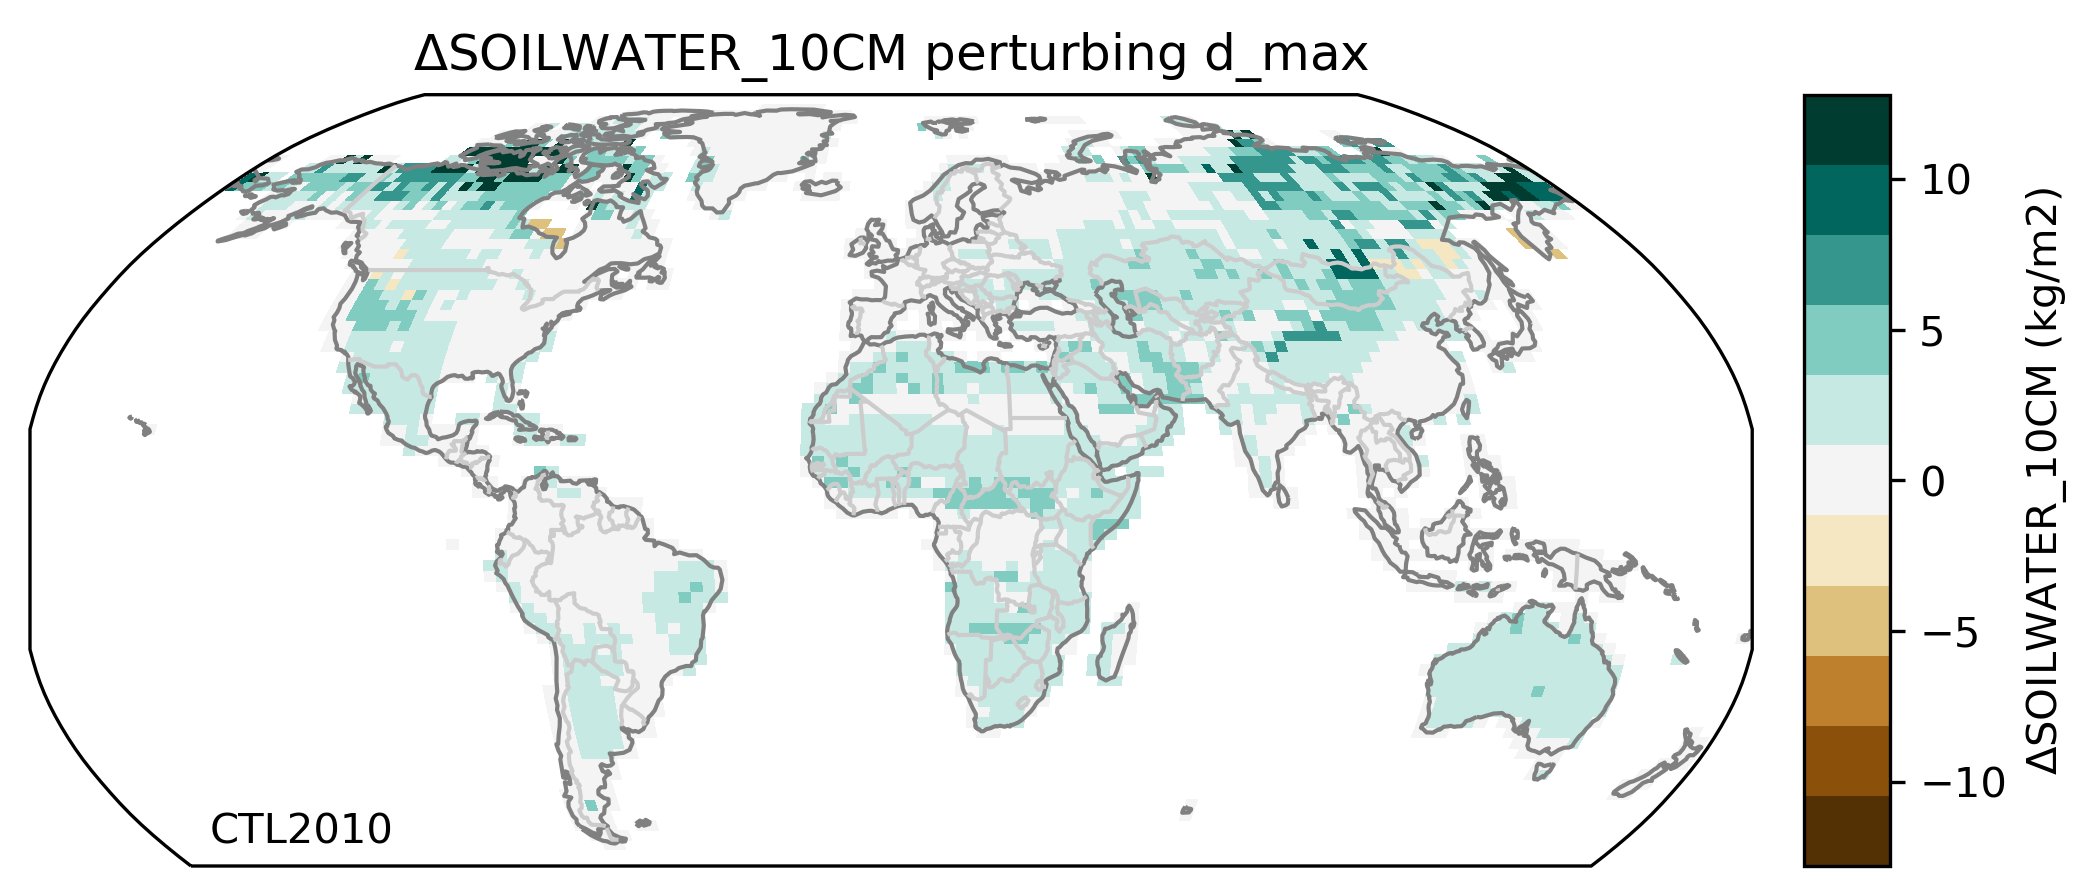 ΔSOILWATER_10CM perturbing d_max
10
5
0
−5
−10
ΔSOILWATER_10CM (kg/m2)
CTL2010